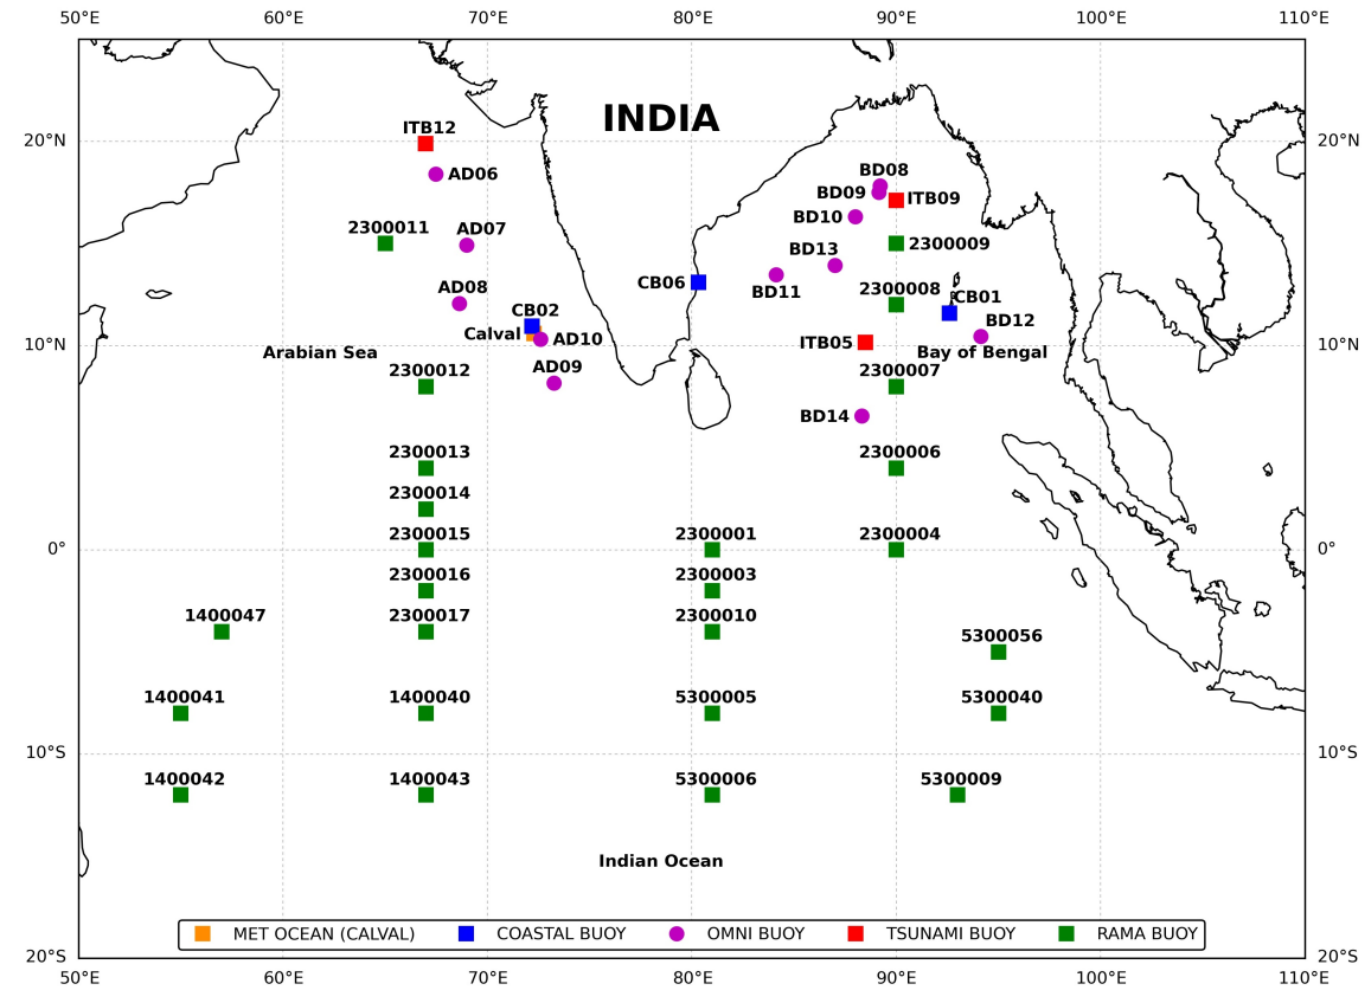 50°E 60°E 70°E 80°E 90°E 100°E 110°E
INDIA
ITB12
20°N 20°N
AD06
BD08
BD09
ITB09
BD10
2300011
AD07
2300009
BD13
CB06
AD08
BD11
2300008
CB01
CB02
BD12
Calval
AD10
ITB05
10°N 10°N
Arabian Sea
Bay of Bengal
AD09
2300012
2300007
BD14
2300013
2300006
2300014
2300015
2300001
2300004
0° 0°
2300016
2300003
1400047
2300017
2300010
5300056
1400041
1400040
5300005
5300040
10°S 10°S
1400042
1400043
5300006
5300009
Indian Ocean
MET OCEAN (CALVAL) COASTAL BUOY OMNI BUOY TSUNAMI BUOY RAMA BUOY
20°S 20°S
50°E 60°E 70°E 80°E 90°E 100°E 110°E